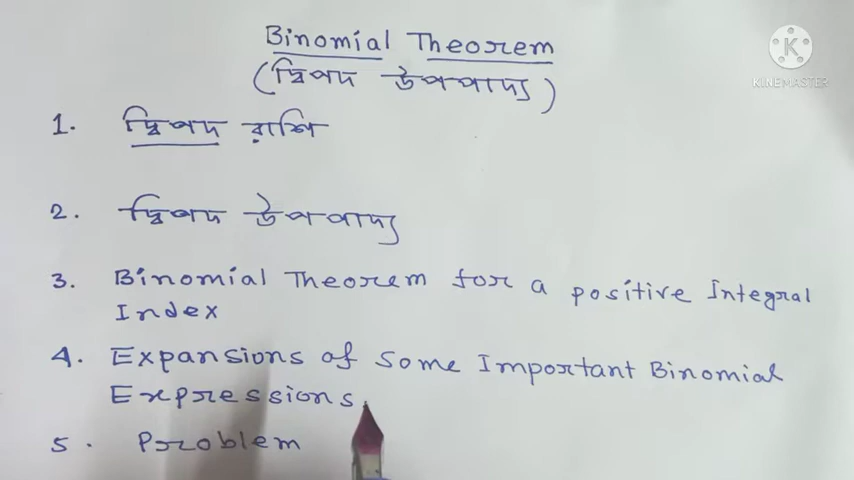 Binomial Theorem
(দ্বিপদ উপপাদ্য)
K
KINEMASTER
1. দ্বিপদ রাশি
2. দ্বিপদ উপপাদ্য
3. Binomial Theorem for a positive Integral
Index
4. Expansions of Some Important Binomial
Expressions.
5. Problem